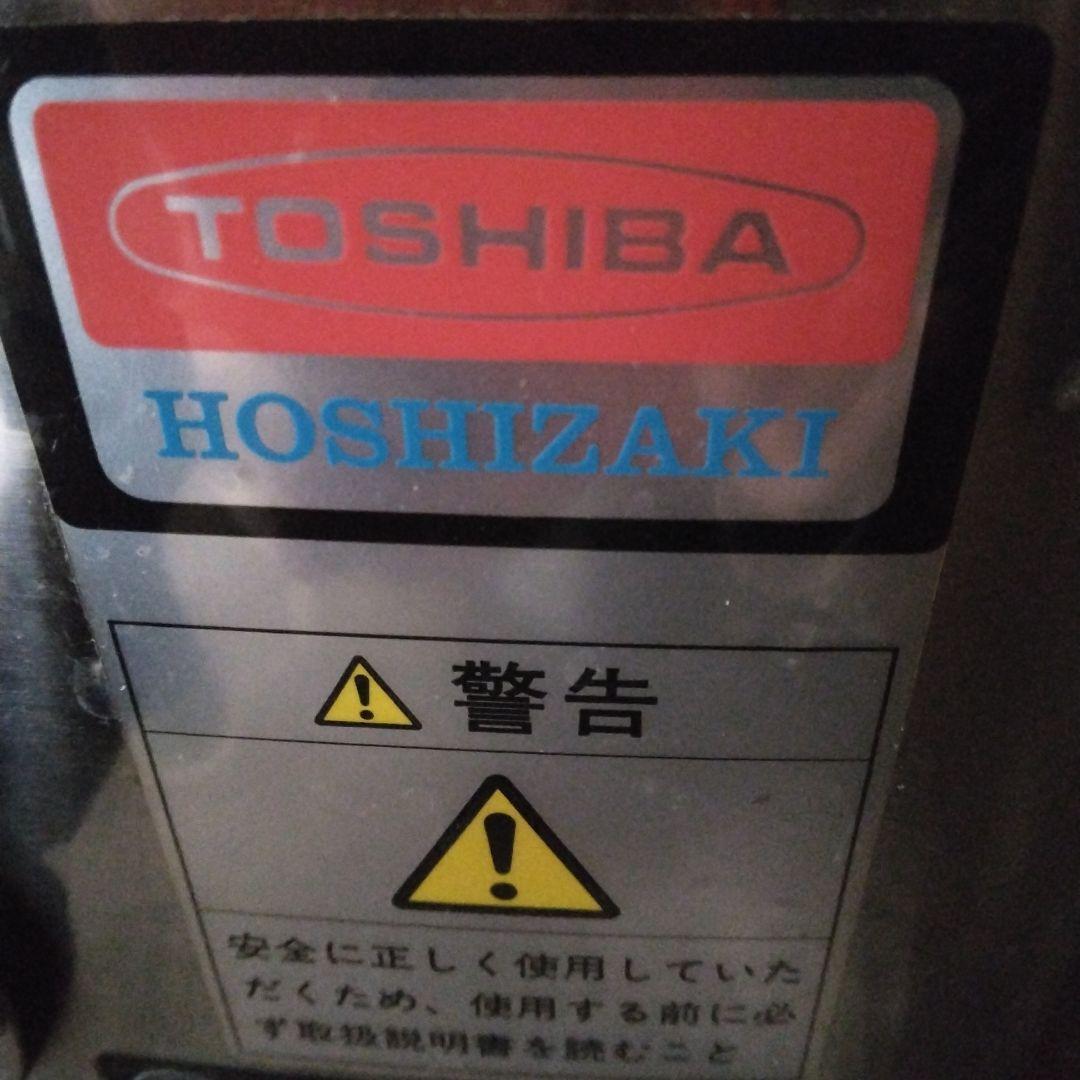 TOSHIBA
HOSHIZAKI
警告
安全に正しく使用していた
だくため、使用する前に必
ず取扱説明書を読むこと